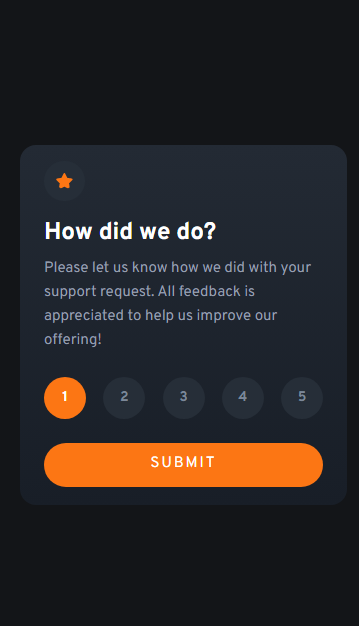 How did we do?
Please let us know how we did with your
support request. All feedback is
appreciated to help us improve our
offering!
1 2 3 4 5
SUBMIT